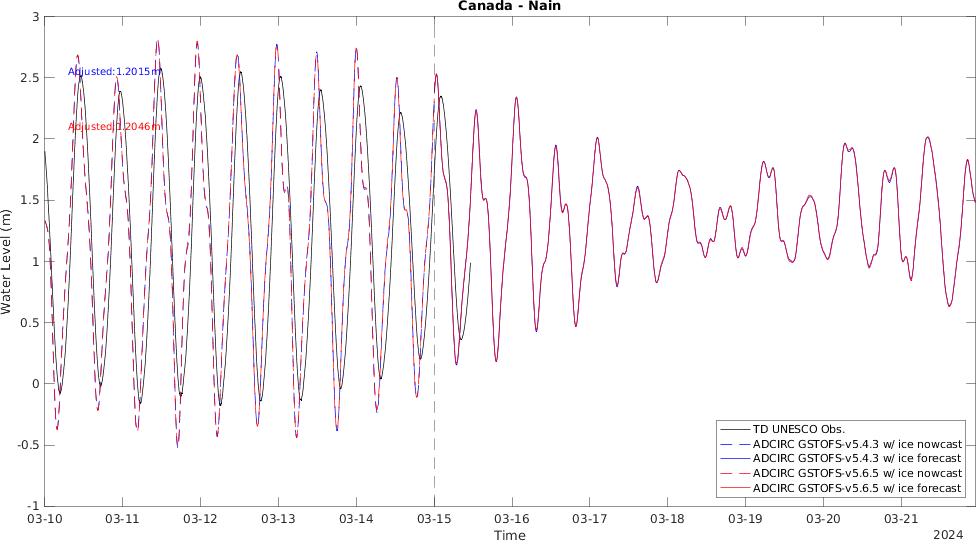 Canada - Nain
3
2.5
2
1.5
1
0.5
0
-0.5
-1
Water Level (m)
Adjusted:1.2015m
Adjusted:1.2046m
TD UNESCO Obs.
ADCIRC GSTOFS-v5.4.3 w/ ice nowcast
ADCIRC GSTOFS-v5.4.3 w/ ice forecast
ADCIRC GSTOFS-v5.6.5 w/ ice nowcast
ADCIRC GSTOFS-v5.6.5 w/ ice forecast
03-10 03-11 03-12 03-13 03-14 03-15 03-16 03-17 03-18 03-19 03-20 03-21
Time
2024